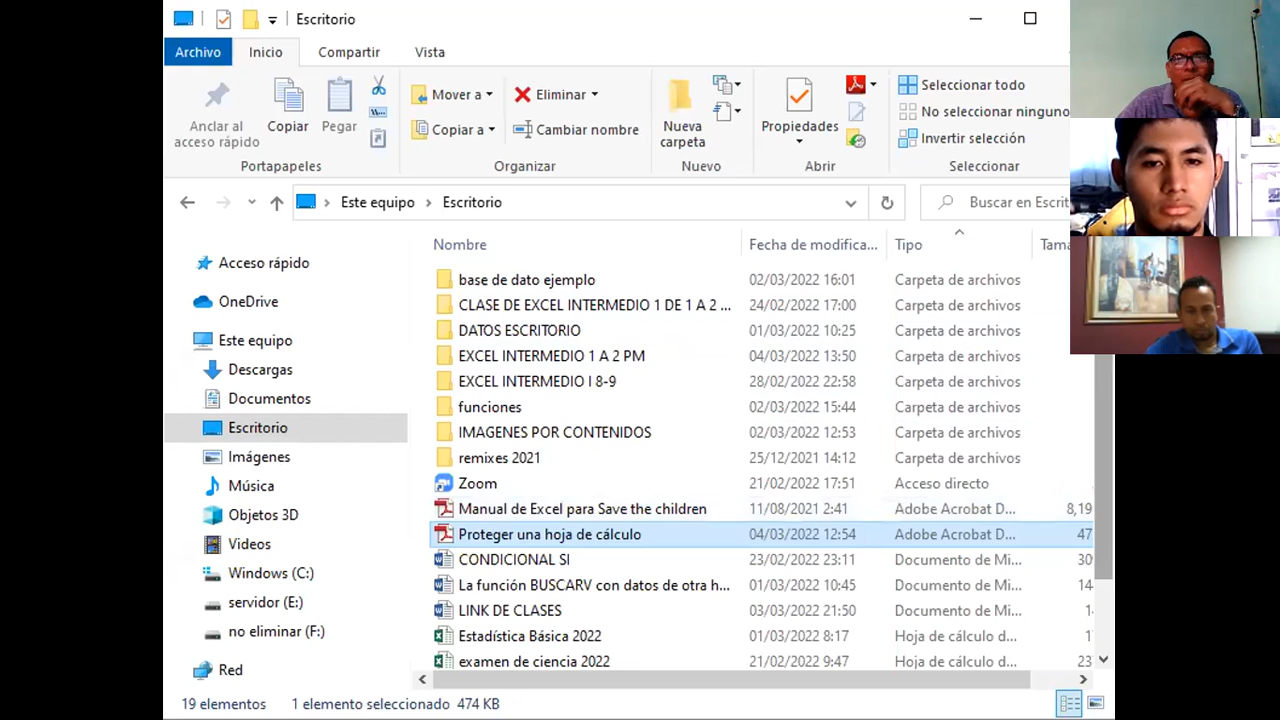 Escritorio
Archivo Inicio Compartir Vista
Anclar al acceso rápido
Copiar
Pegar
Mover a
Copiar a
Eliminar
Cambiar nombre
Nueva carpeta
Propiedades
Seleccionar todo
No seleccionar ninguno
Invertir selección
Portapapeles Organizar Nuevo Abrir Seleccionar
Este equipo Escritorio
Buscar en Escrit
Acceso rápido
OneDrive
Este equipo
Descargas
Documentos
Escritorio
Imágenes
Música
Objetos 3D
Videos
Windows (C:)
servidor (E:)
no eliminar (F:)
Red
Nombre Fecha de modifica... Tipo Tama
base de dato ejemplo 02/03/2022 16:01 Carpeta de archivos
CLASE DE EXCEL INTERMEDIO 1 DE 1 A 2 ... 24/02/2022 17:00 Carpeta de archivos
DATOS ESCRITORIO 01/03/2022 10:25 Carpeta de archivos
EXCEL INTERMEDIO 1 A 2 PM 04/03/2022 13:50 Carpeta de archivos
EXCEL INTERMEDIO I 8-9 28/02/2022 22:58 Carpeta de archivos
funciones 02/03/2022 15:44 Carpeta de archivos
IMAGENES POR CONTENIDOS 02/03/2022 12:53 Carpeta de archivos
remixes 2021 25/12/2021 14:12 Carpeta de archivos
Zoom 21/02/2022 17:51 Acceso directo
Manual de Excel para Save the children 11/08/2021 2:41 Adobe Acrobat D... 8,19
Proteger una hoja de cálculo 04/03/2022 12:54 Adobe Acrobat D... 47
CONDICIONAL SI 23/02/2022 23:11 Documento de Mi... 30
La función BUSCARV con datos de otra h... 01/03/2022 10:45 Documento de Mi... 14
LINK DE CLASES 03/03/2022 21:50 Documento de Mi... 14
Estadística Básica 2022 01/03/2022 8:17 Hoja de cálculo d... 17
examen de ciencia 2022 21/02/2022 9:47 Hoja de cálculo d... 23
19 elementos 1 elemento seleccionado 474 KB